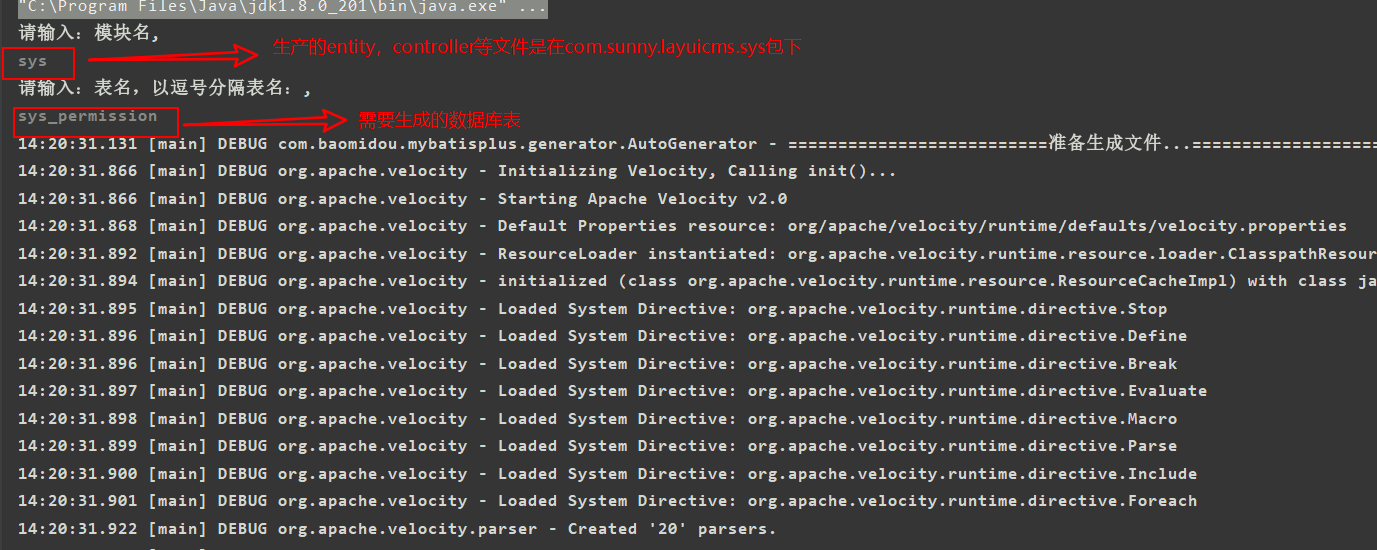 "C:\Program Files\Java\jdk1.8.0_201\bin\java.exe" ...
请输入：模块名,
sys
生产的entity，controller等文件是在com.sunny.layuicms.sys包下
请输入：表名，以逗号分隔表名：,
sys_permission
需要生成的数据库表
14:20:31.131 [main] DEBUG com.baomidou.mybatisplus.generator.AutoGenerator - ==========================准备生成文件...===================
14:20:31.866 [main] DEBUG org.apache.velocity - Initializing Velocity, Calling init()...
14:20:31.866 [main] DEBUG org.apache.velocity - Starting Apache Velocity v2.0
14:20:31.868 [main] DEBUG org.apache.velocity - Default Properties resource: org/apache/velocity/runtime/defaults/velocity.properties
14:20:31.892 [main] DEBUG org.apache.velocity - ResourceLoader instantiated: org.apache.velocity.runtime.resource.loader.ClasspathResour
14:20:31.894 [main] DEBUG org.apache.velocity - initialized (class org.apache.velocity.runtime.resource.ResourceCacheImpl) with class ja
14:20:31.895 [main] DEBUG org.apache.velocity - Loaded System Directive: org.apache.velocity.runtime.directive.Stop
14:20:31.896 [main] DEBUG org.apache.velocity - Loaded System Directive: org.apache.velocity.runtime.directive.Define
14:20:31.896 [main] DEBUG org.apache.velocity - Loaded System Directive: org.apache.velocity.runtime.directive.Break
14:20:31.897 [main] DEBUG org.apache.velocity - Loaded System Directive: org.apache.velocity.runtime.directive.Evaluate
14:20:31.898 [main] DEBUG org.apache.velocity - Loaded System Directive: org.apache.velocity.runtime.directive.Macro
14:20:31.899 [main] DEBUG org.apache.velocity - Loaded System Directive: org.apache.velocity.runtime.directive.Parse
14:20:31.900 [main] DEBUG org.apache.velocity - Loaded System Directive: org.apache.velocity.runtime.directive.Include
14:20:31.901 [main] DEBUG org.apache.velocity - Loaded System Directive: org.apache.velocity.runtime.directive.Foreach
14:20:31.922 [main] DEBUG org.apache.velocity.parser - Created '20' parsers.